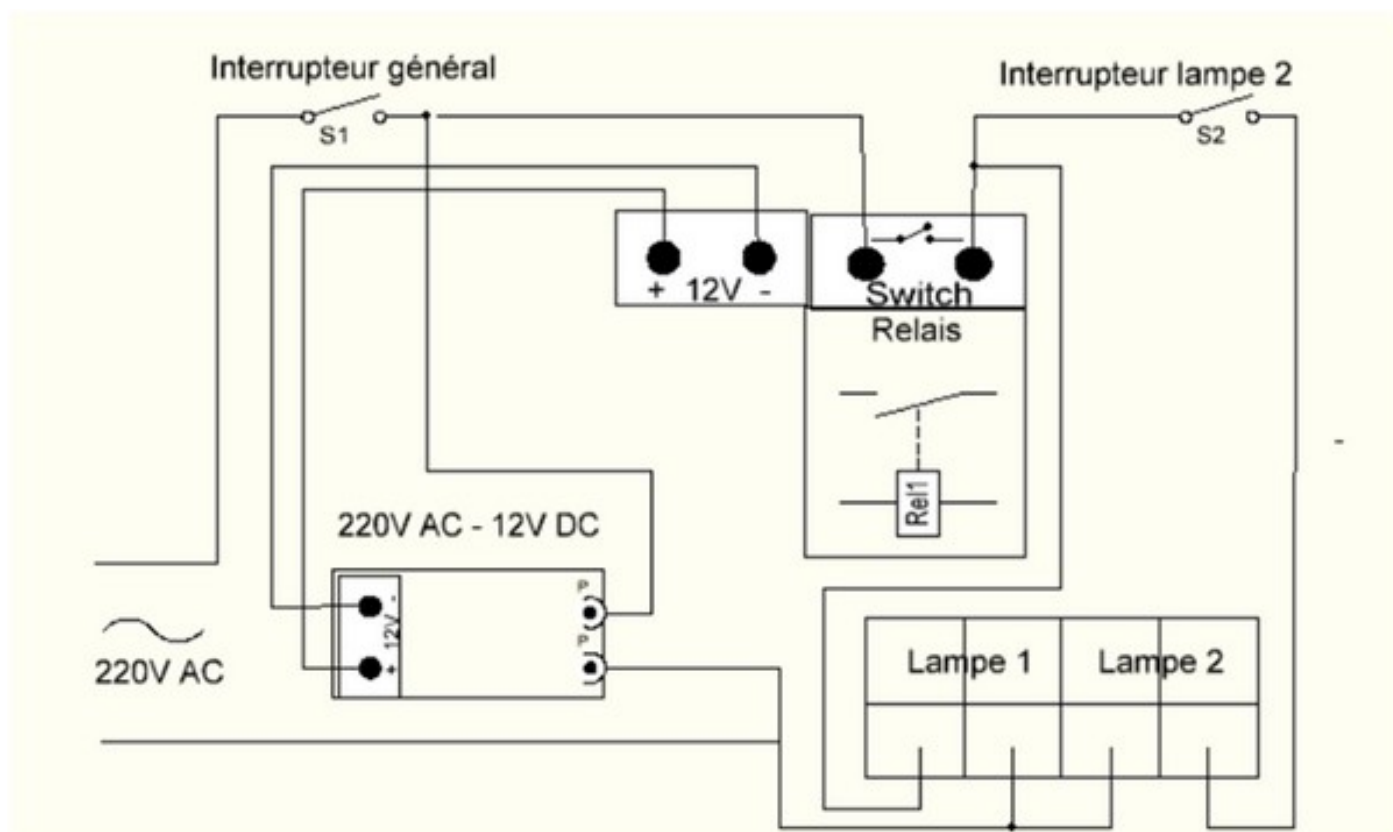 Interrupteur général
Interrupteur lampe 2
S1
S2
+ 12V -
Switch
Relais
Rel1
220V AC - 12V DC
P
P
- 12V +
220V AC
Lampe 1
Lampe 2